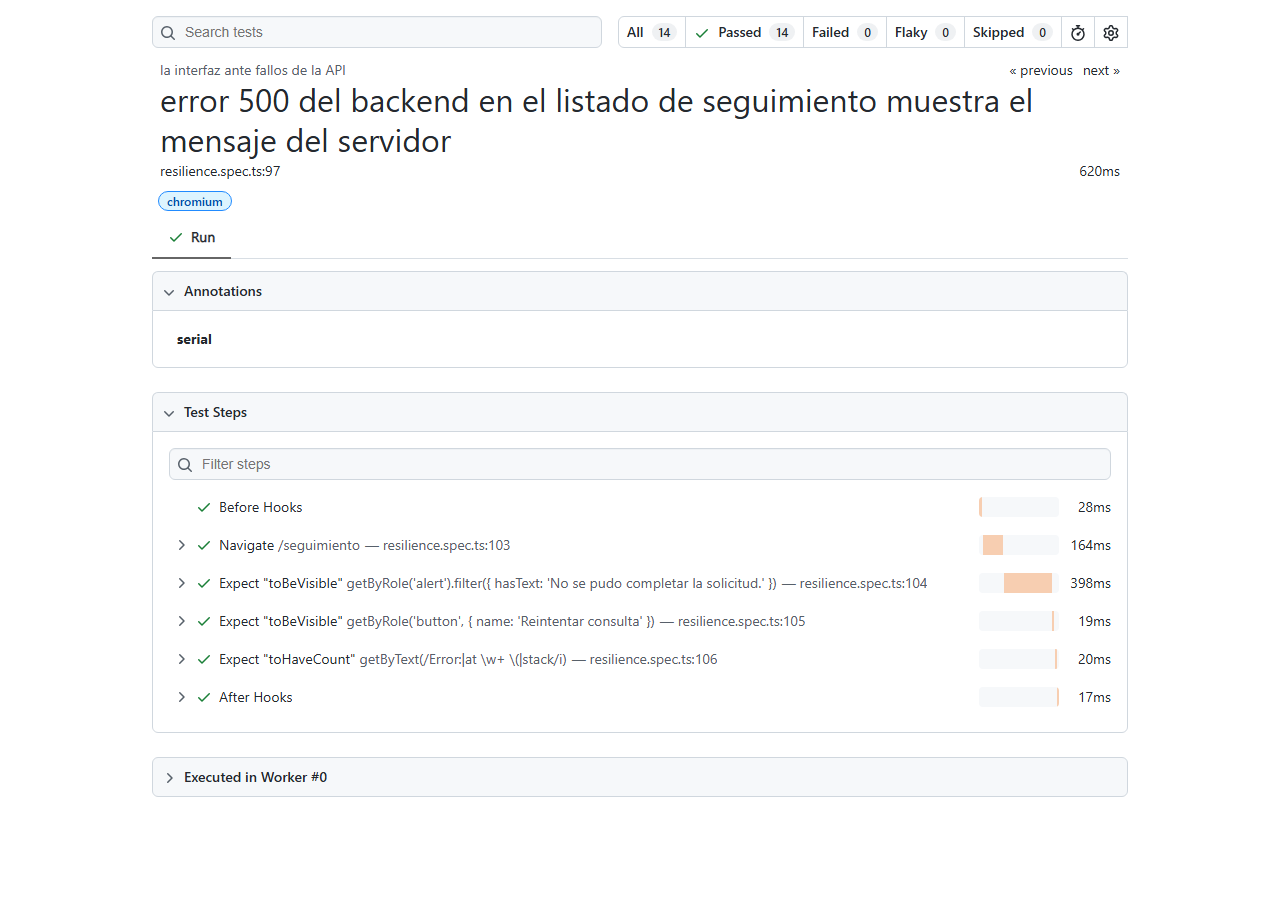 Search tests
All 14 Passed 14 Failed 0 Flaky 0 Skipped 0
la interfaz ante fallos de la API
« previous next »
error 500 del backend en el listado de seguimiento muestra el
mensaje del servidor
resilience.spec.ts:97
620ms
chromium
Run
Annotations
serial
Test Steps
Filter steps
Before Hooks 28ms
Navigate /seguimiento — resilience.spec.ts:103 164ms
Expect "toBeVisible" getByRole('alert').filter({ hasText: 'No se pudo completar la solicitud.' }) — resilience.spec.ts:104 398ms
Expect "toBeVisible" getByRole('button', { name: 'Reintentar consulta' }) — resilience.spec.ts:105 19ms
Expect "toHaveCount" getByText(/Error:|at \w+ \(|stack/i) — resilience.spec.ts:106 20ms
After Hooks 17ms
Executed in Worker #0